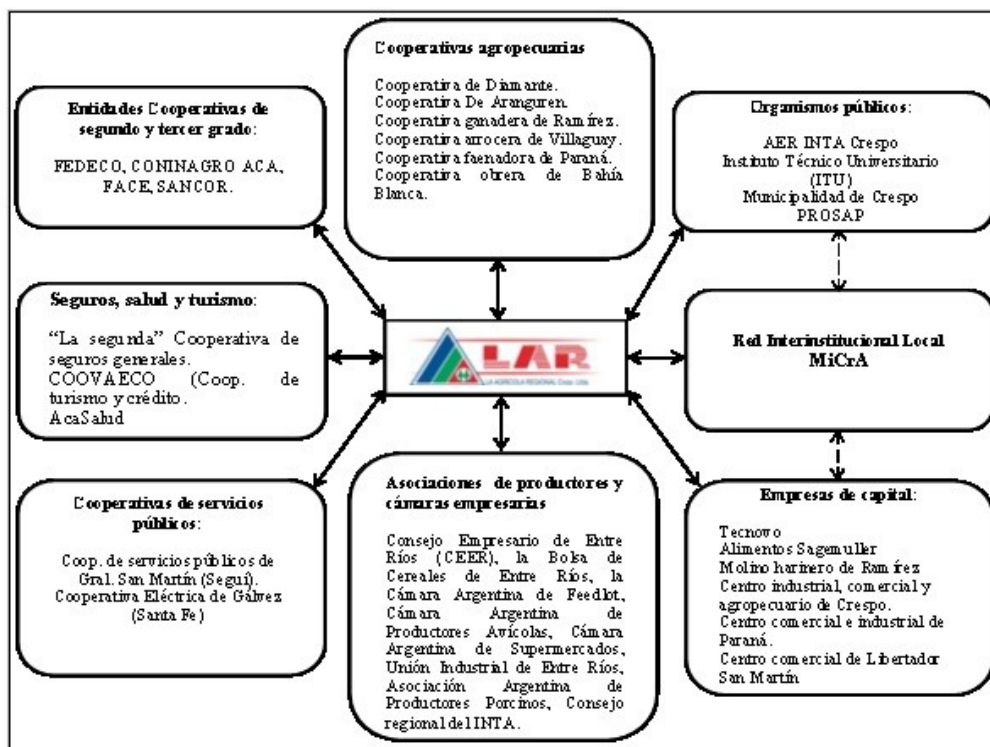 Cooperativas agropecuarias
Cooperativa de Diamante.
Cooperativa De Aranguren.
Cooperativa ganadera de Ramírez.
Cooperativa arrocera de Villaguay.
Cooperativa faenadora de Paraná.
Cooperativa obrera de Bahía
Blanca.
Entidades Cooperativas de
segundo y tercer grado:
FEDECO, CONINAGRO ACA,
FACE, SANCOR.
Organismos públicos:
AER INTA Crespo
Instituto Técnico Universitario
(ITU)
Municipalidad de Crespo
PROSAP
Seguros, salud y turismo:
“La segunda” Cooperativa de
seguros generales.
COOVAECO (Coop. de
turismo y crédito.
AcaSalud
LAR
LA AGRICOLA REGIONAL Coop. Ltda.
Red Interinstitucional Local
MiCrA
Cooperativas de servicios
públicos:
Coop. de servicios públicos de
Gral. San Martín (Seguí).
Cooperativa Eléctrica de Gálvez
(Santa Fe)
Asociaciones de productores y
cámaras empresarias
Consejo Empresario de Entre
Ríos (CEER), la Bolsa de
Cereales de Entre Ríos, la
Cámara Argentina de Feedlot,
Cámara Argentina de
Productores Avícolas, Cámara
Argentina de Supermercados,
Unión Industrial de Entre Ríos,
Asociación Argentina de
Productores Porcinos, Consejo
regional del INTA.
Empresas de capital:
Tecnovo
Alimentos Sagemuller
Molino harinero de Ramírez
Centro industrial, comercial y
agropecuario de Crespo.
Centro comercial e industrial de
Paraná.
Centro comercial de Libertador
San Martín